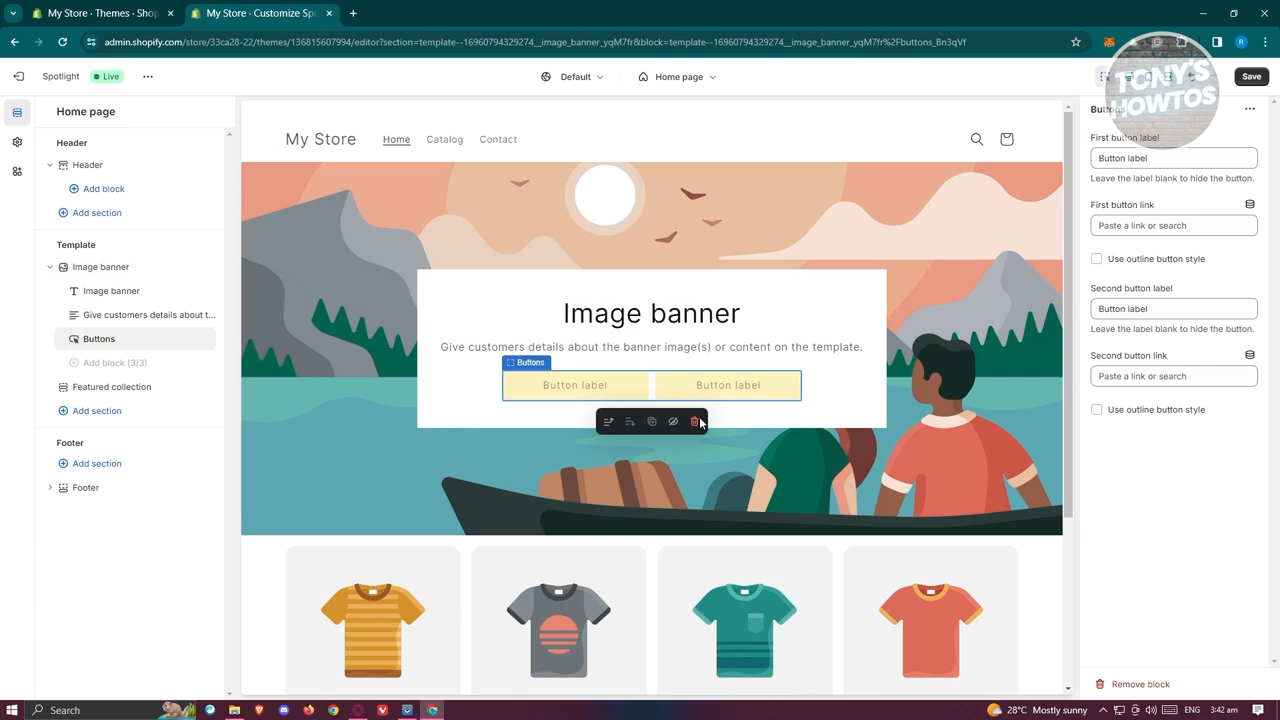 My Store · Themes · Shop
My Store · Customize Spo
admin.shopify.com/store/33ca28-22/themes/136815607994/editor?section=template--16960794329274__image_banner_yqM7fr&block=template--16960794329274__image_banner_yqM7fr%2Fbuttons_Bn3qVf
R
Spotlight
Live
Default
Home page
Save
TONY'S
HOWTOS
Home page
Header
Header
Add block
Add section
Template
Image banner
Image banner
Give customers details about t...
Buttons
Add block (3/3)
Featured collection
Add section
Footer
Add section
Footer
My Store
Home
Catalog
Contact
Image banner
Give customers details about the banner image(s) or content on the template.
Buttons
Button label
Button label
First button label
Button label
Leave the label blank to hide the button.
First button link
Paste a link or search
Use outline button style
Second button label
Button label
Leave the label blank to hide the button.
Second button link
Paste a link or search
Use outline button style
Remove block
Search
28°C Mostly sunny
ENG
3:42 am